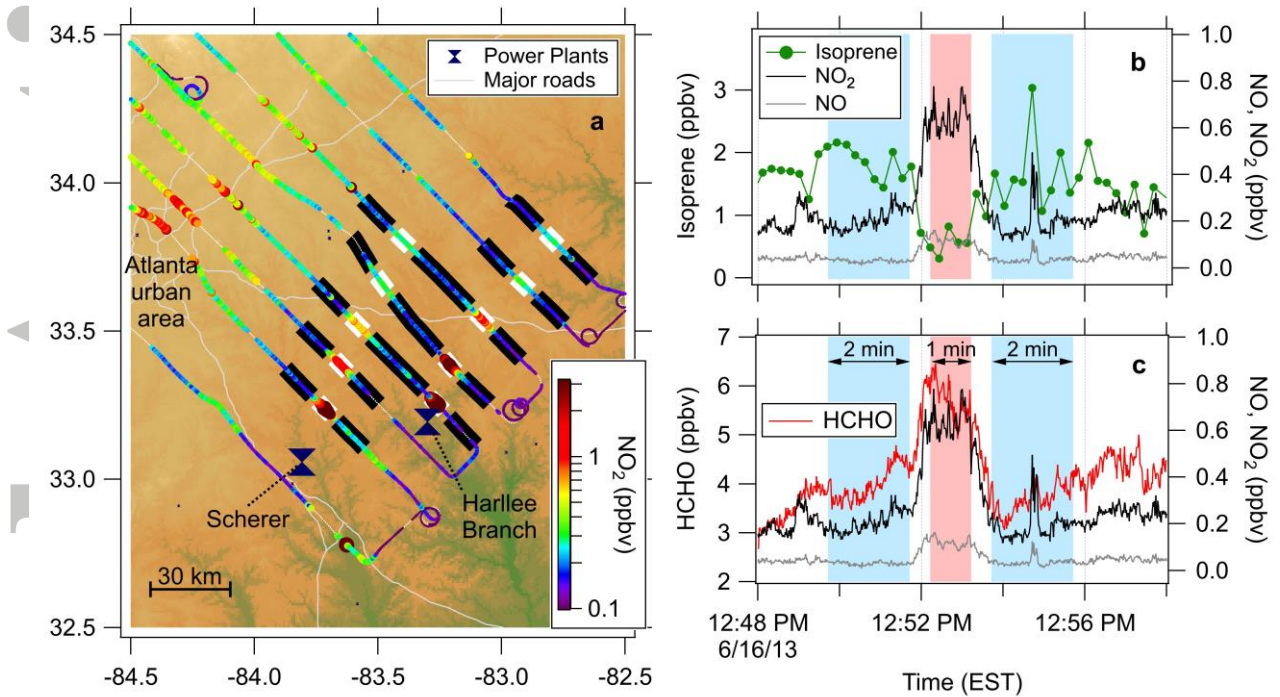 34.5
34.0
33.5
33.0
32.5
-84.5
-84.0
-83.5
-83.0
-82.5
Power Plants
Major roads
a
Atlanta
urban
area
Scherer
Harllee
Branch
30 km
NO2 (ppbv)
1
0.1
Isoprene
NO2
NO
b
Isoprene (ppbv)
3
2
1
0
1.0
0.8
0.6
0.4
0.2
0.0
NO, NO2 (ppbv)
2 min
1 min
2 min
c
HCHO
HCHO (ppbv)
7
6
5
4
3
2
1.0
0.8
0.6
0.4
0.2
0.0
NO, NO2 (ppbv)
12:48 PM
6/16/13
12:52 PM
12:56 PM
Time (EST)